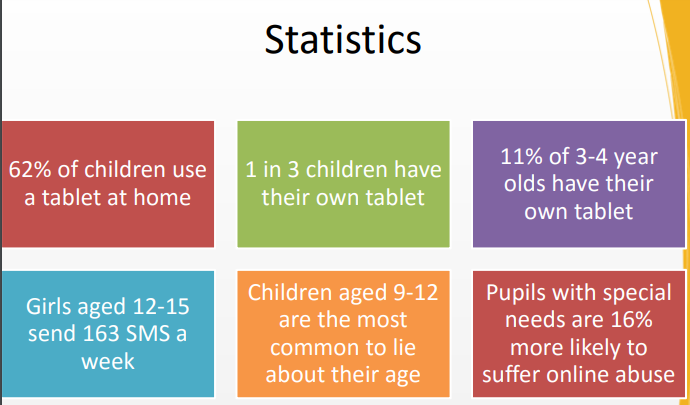 Statistics
62% of children use
a tablet at home
1 in 3 children have
their own tablet
11% of 3-4 year
olds have their
own tablet
Girls aged 12-15
send 163 SMS a
week
Children aged 9-12
are the most
common to lie
about their age
Pupils with special
needs are 16%
more likely to
suffer online abuse